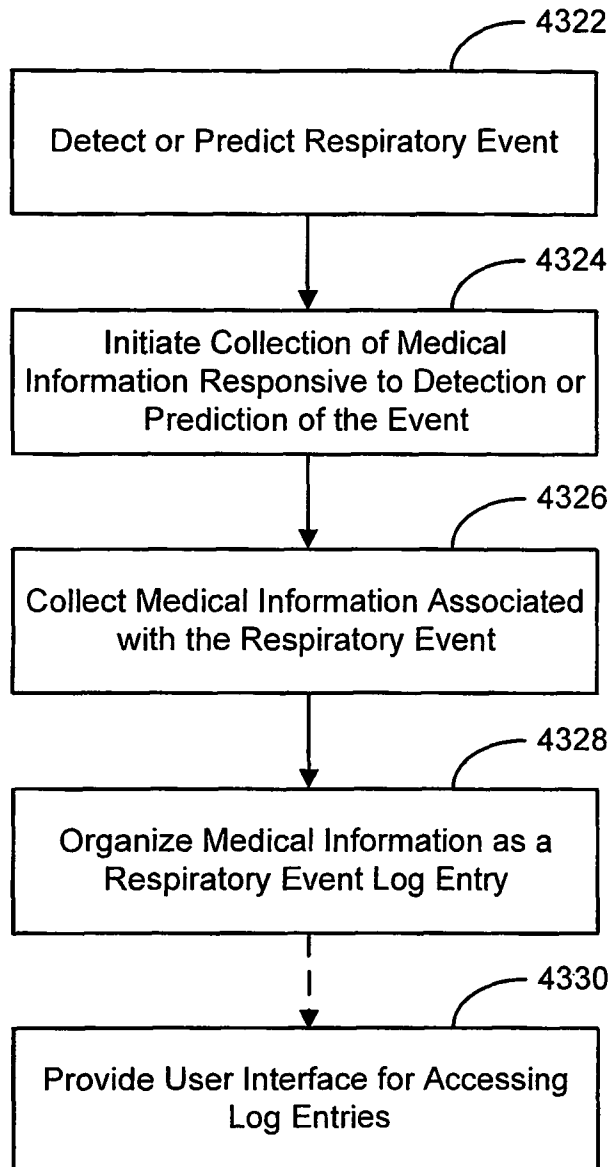 4322
Detect or Predict Respiratory Event
4324
Initiate Collection of Medical
Information Responsive to Detection or
Prediction of the Event
4326
Collect Medical Information Associated
with the Respiratory Event
4328
Organize Medical Information as a
Respiratory Event Log Entry
4330
Provide User Interface for Accessing
Log Entries